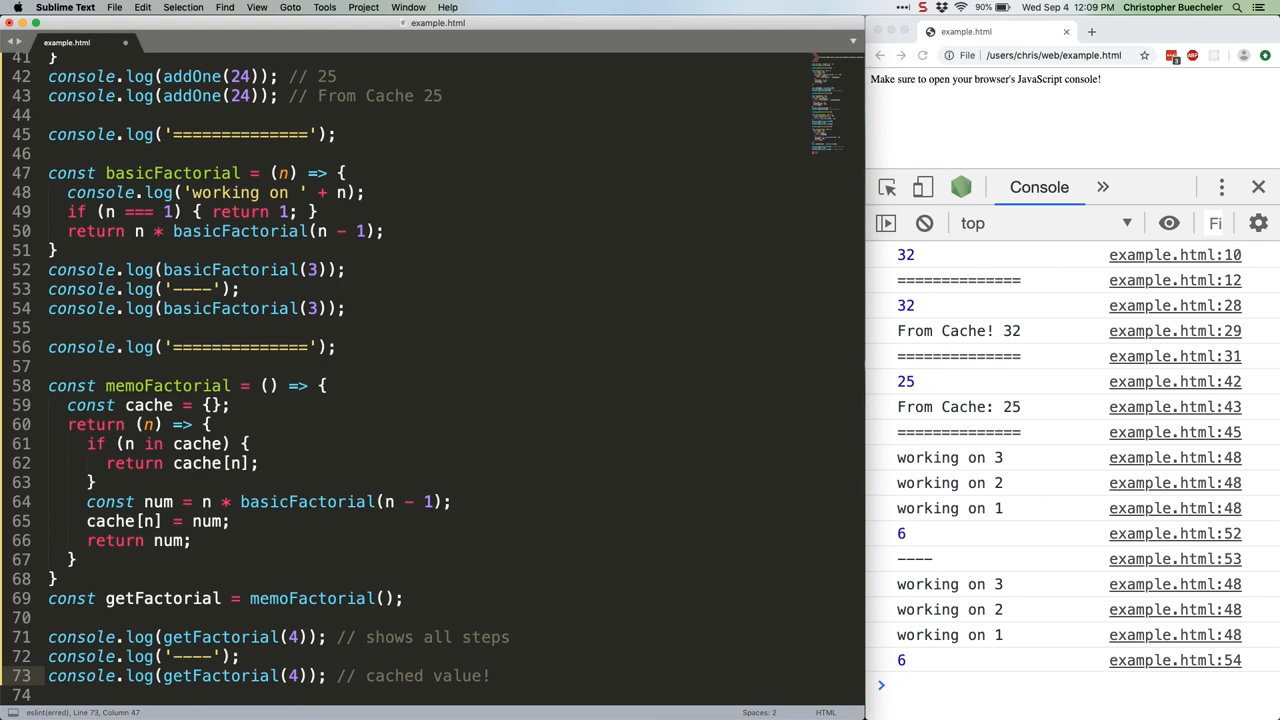 Sublime Text File Edit Selection Find View Goto Tools Project Window Help 90% Wed Sep 4 12:09 PM Christopher Buecheler
example.html
example.html
41 }
42 console.log(addOne(24)); // 25
43 console.log(addOne(24)); // From Cache 25
44
45 console.log('==============');
46
47 const basicFactorial = (n) => {
48 console.log('working on ' + n);
49 if (n === 1) { return 1; }
50 return n * basicFactorial(n - 1);
51 }
52 console.log(basicFactorial(3));
53 console.log('----');
54 console.log(basicFactorial(3));
55
56 console.log('==============');
57
58 const memoFactorial = () => {
59 const cache = {};
60 return (n) => {
61 if (n in cache) {
62 return cache[n];
63 }
64 const num = n * basicFactorial(n - 1);
65 cache[n] = num;
66 return num;
67 }
68 }
69 const getFactorial = memoFactorial();
70
71 console.log(getFactorial(4)); // shows all steps
72 console.log('----');
73 console.log(getFactorial(4)); // cached value!
74
eslint(erred), Line 73, Column 47 Spaces: 2 HTML
example.html
File /users/chris/web/example.html
Make sure to open your browser's JavaScript console!
Console
top Fi
32 example.html:10
============== example.html:12
32 example.html:28
From Cache! 32 example.html:29
============== example.html:31
25 example.html:42
From Cache: 25 example.html:43
============== example.html:45
working on 3 example.html:48
working on 2 example.html:48
working on 1 example.html:48
6 example.html:52
---- example.html:53
working on 3 example.html:48
working on 2 example.html:48
working on 1 example.html:48
6 example.html:54